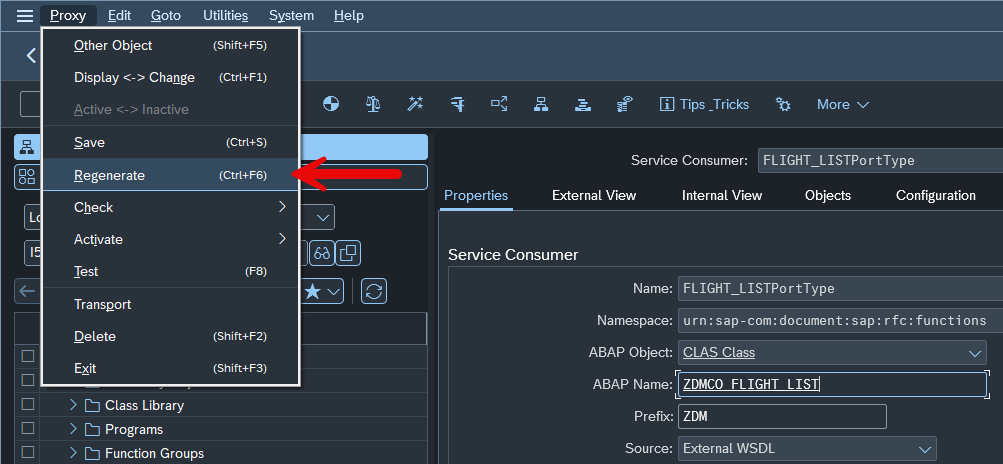 Proxy Edit Goto Utilities System Help
Other Object (Shift+F5)
Display <-> Change (Ctrl+F1)
Active <-> Inactive
Save (Ctrl+S)
Regenerate (Ctrl+F6)
Check
Activate
Test (F8)
Transport
Delete (Shift+F2)
Exit (Shift+F3)
Tips_Tricks More
Lo
I5
Class Library
Programs
Function Groups
Service Consumer: FLIGHT_LISTPortType
Properties External View Internal View Objects Configuration
Service Consumer
Name: FLIGHT_LISTPortType
Namespace: urn:sap-com:document:sap:rfc:functions
ABAP Object: CLAS Class
ABAP Name: ZDMCO_FLIGHT_LIST
Prefix: ZDM
Source: External WSDL